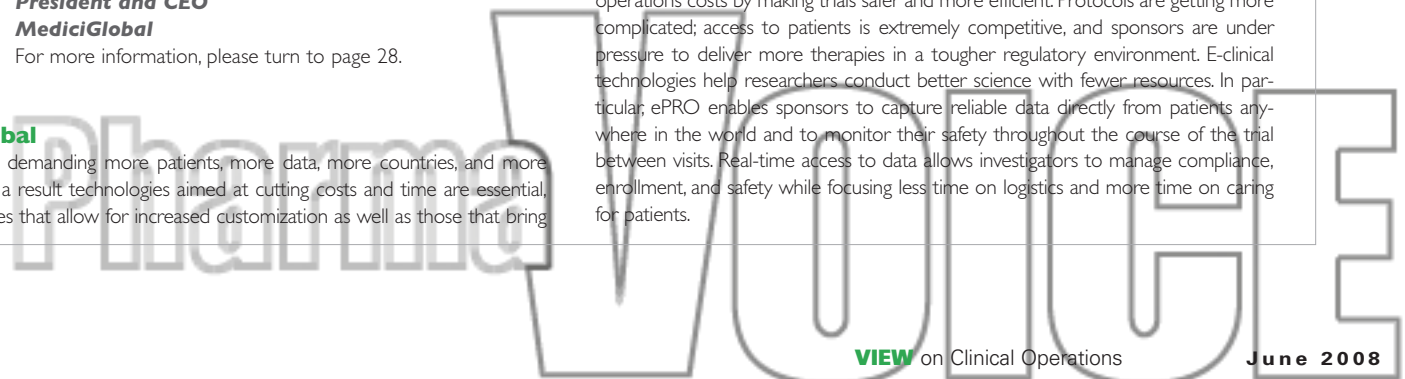 President and CEO
MediciGlobal
For more information, please turn to page 28.
bal
demanding more patients, more data, more countries, and more
a result technologies aimed at cutting costs and time are essential,
es that allow for increased customization as well as those that bring
operations costs by making trials safer and more efficient. Protocols are getting more
complicated; access to patients is extremely competitive, and sponsors are under
pressure to deliver more therapies in a tougher regulatory environment. E-clinical
technologies help researchers conduct better science with fewer resources. In par-
ticular, ePRO enables sponsors to capture reliable data directly from patients any-
where in the world and to monitor their safety throughout the course of the trial
between visits. Real-time access to data allows investigators to manage compliance,
enrollment, and safety while focusing less time on logistics and more time on caring
for patients.
Pharma VOICE
VIEW on Clinical Operations June 2008